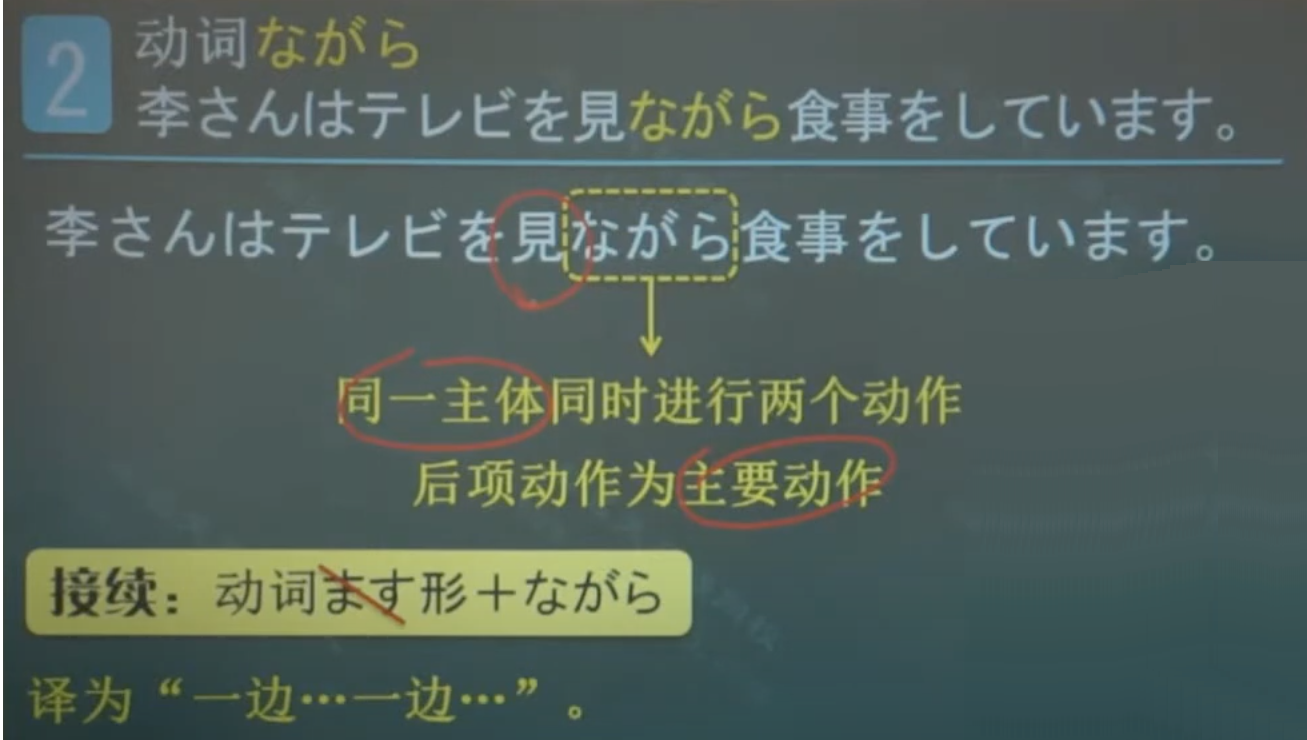 2
动词ながら
李さんはテレビを見ながら食事をしています。
李さんはテレビを見ながら食事をしています。
同一主体同时进行两个动作
后项动作为主要动作
接续：动词ます形＋ながら
译为“一边…一边…”。